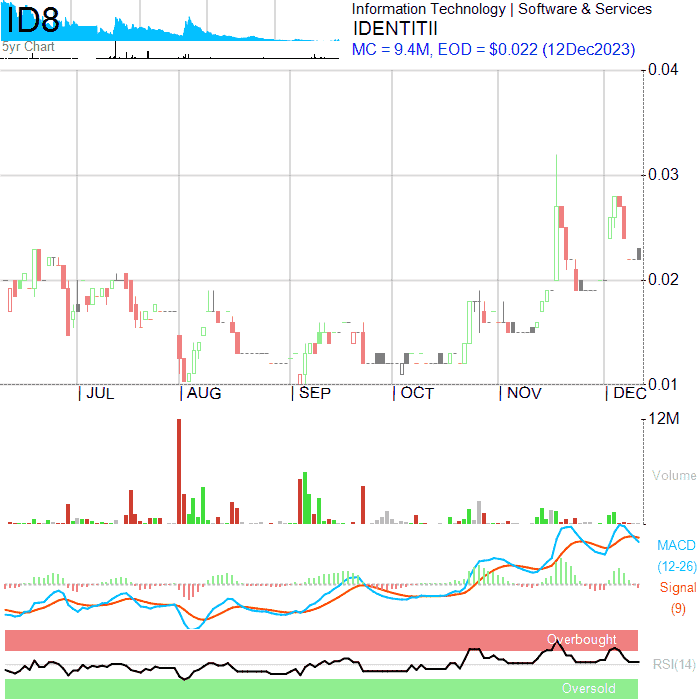 ID8
5yr Chart
Information Technology | Software & Services
IDENTITII
MC = 9.4M, EOD = $0.022 (12Dec2023)
0.04
0.03
0.02
0.01
JUL
AUG
SEP
OCT
NOV
DEC
12M
Volume
MACD
(12-26)
Signal
(9)
Overbought
RSI(14)
Oversold